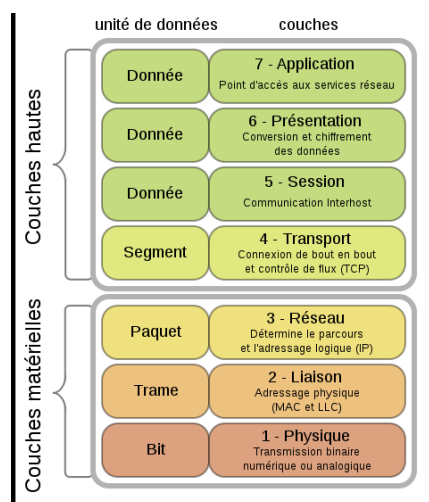 unité de données
couches
Couches hautes
Donnée
7 - Application
Point d'accès aux services réseau
Donnée
6 - Présentation
Conversion et chiffrement
des données
Donnée
5 - Session
Communication Interhost
Segment
4 - Transport
Connexion de bout en bout
et contrôle de flux (TCP)
Couches matérielles
Paquet
3 - Réseau
Détermine le parcours
et l'adressage logique (IP)
Trame
2 - Liaison
Adressage physique
(MAC et LLC)
Bit
1 - Physique
Transmission binaire
numérique ou analogique